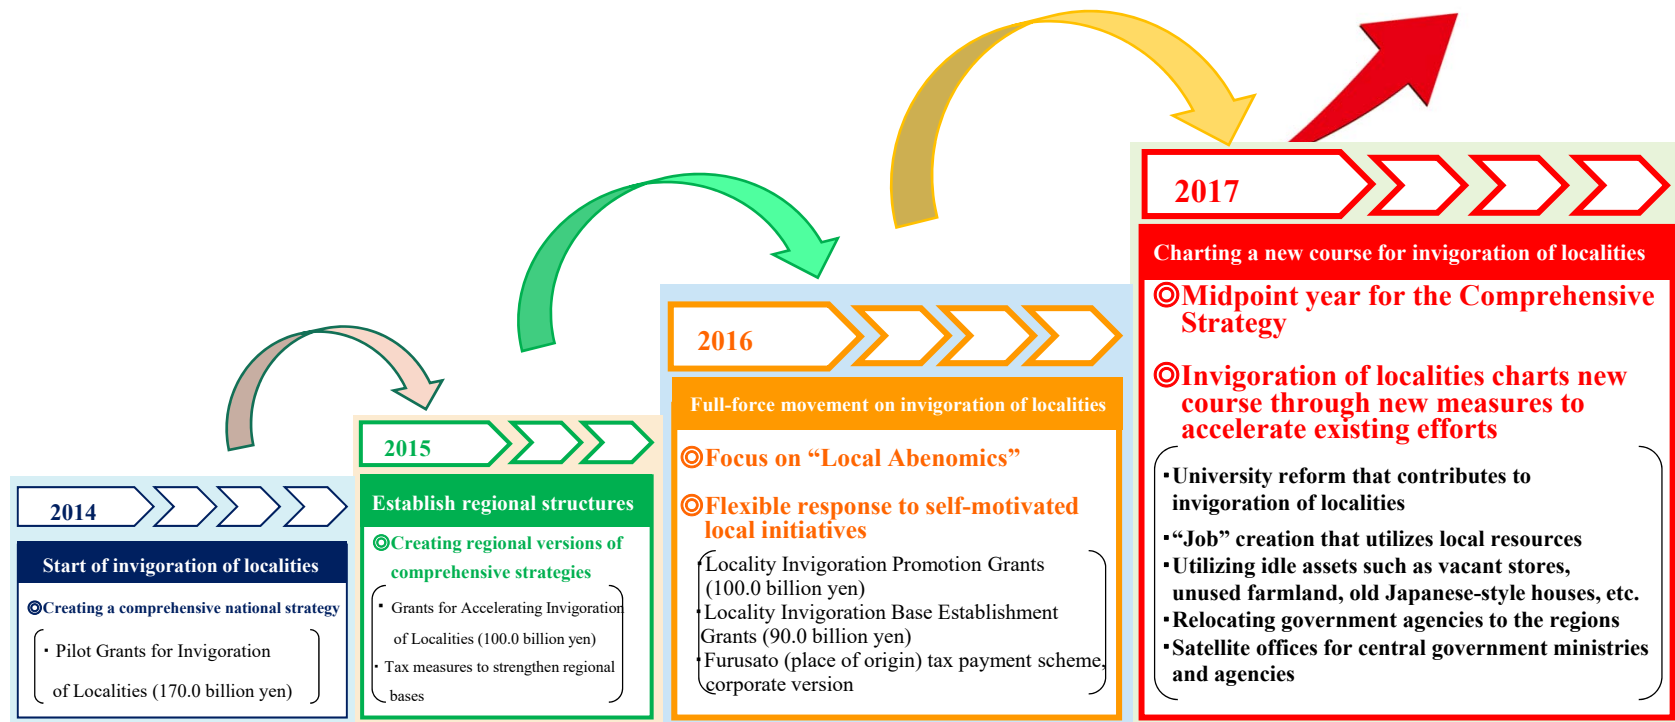 2014
Start of invigoration of localities
◎Creating a comprehensive national strategy
・Pilot Grants for Invigoration
of Localities (170.0 billion yen)
2015
Establish regional structures
◎Creating regional versions of
comprehensive strategies
・Grants for Accelerating Invigoration
of Localities (100.0 billion yen)
・Tax measures to strengthen regional
bases
2016
Full-force movement on invigoration of localities
◎Focus on “Local Abenomics”
◎Flexible response to self-motivated
local initiatives
・Locality Invigoration Promotion Grants
(100.0 billion yen)
・Locality Invigoration Base Establishment
Grants (90.0 billion yen)
・Furusato (place of origin) tax payment scheme,
corporate version
2017
Charting a new course for invigoration of localities
◎Midpoint year for the Comprehensive
Strategy
◎Invigoration of localities charts new
course through new measures to
accelerate existing efforts
・University reform that contributes to
invigoration of localities
・“Job” creation that utilizes local resources
・Utilizing idle assets such as vacant stores,
unused farmland, old Japanese-style houses, etc.
・Relocating government agencies to the regions
・Satellite offices for central government ministries
and agencies